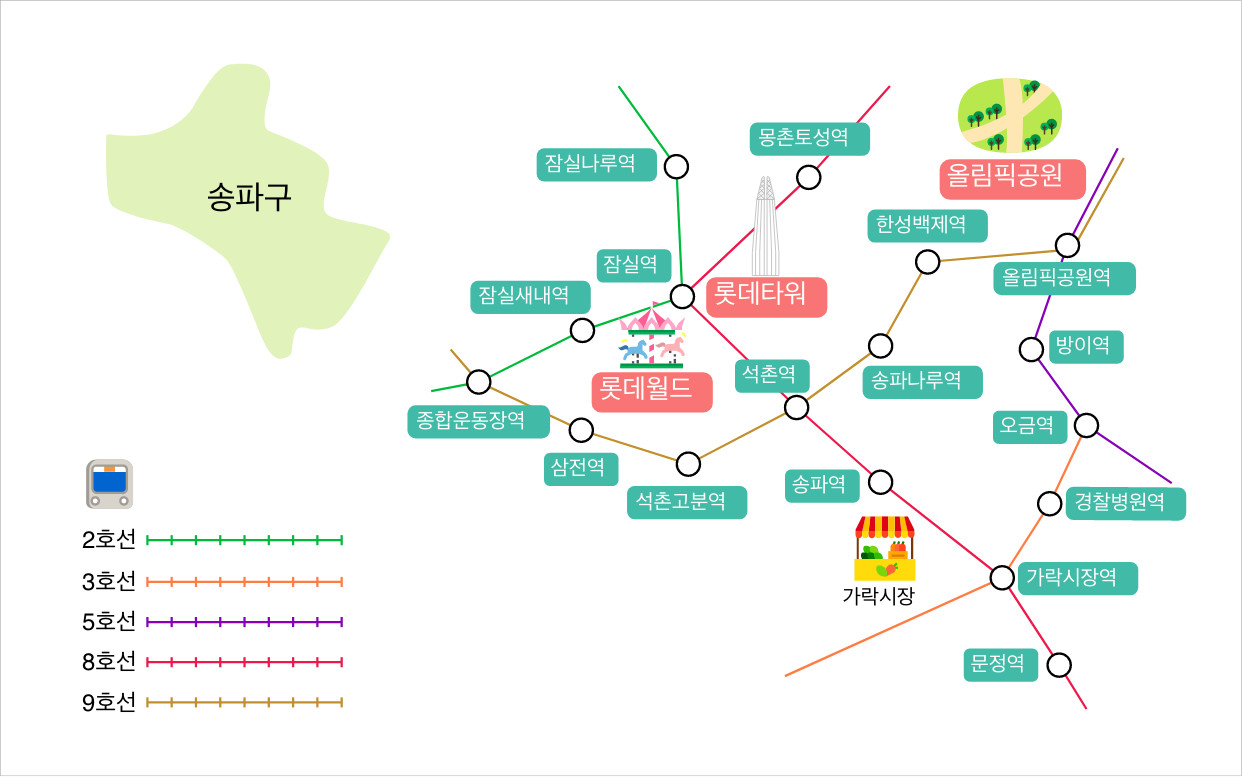 송파구
몽촌토성역
올림픽공원
잠실나루역
한성백제역
잠실역
올림픽공원역
잠실새내역
롯데타워
방이역
석촌역
송파나루역
롯데월드
종합운동장역
오금역
삼전역
송파역
석촌고분역
경찰병원역
2호선
3호선
가락시장역
가락시장
5호선
8호선
문정역
9호선